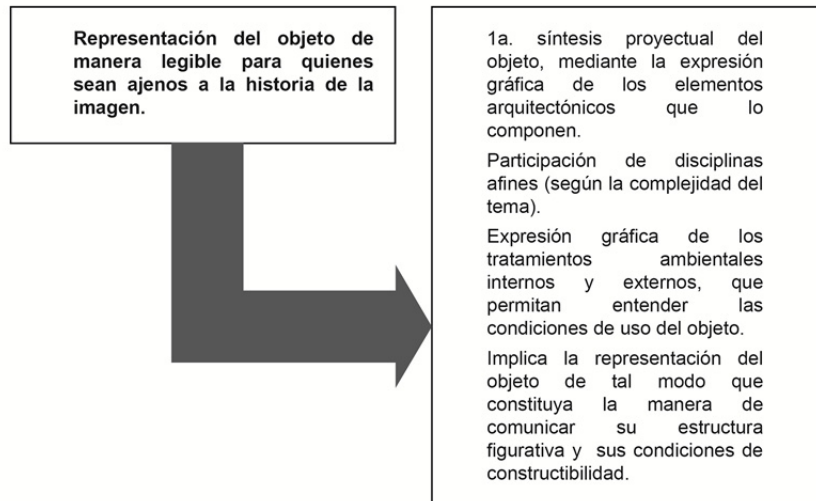 Representación del objeto de
manera legible para quienes
sean ajenos a la historia de la
imagen.
1a. síntesis proyectual del
objeto, mediante la expresión
gráfica de los elementos
arquitectónicos que lo
componen.
Participación de disciplinas
afines (según la complejidad del
tema).
Expresión gráfica de los
tratamientos ambientales
internos y externos, que
permitan entender las
condiciones de uso del objeto.
Implica la representación del
objeto de tal modo que
constituya la manera de
comunicar su estructura
figurativa y sus condiciones de
constructibilidad.